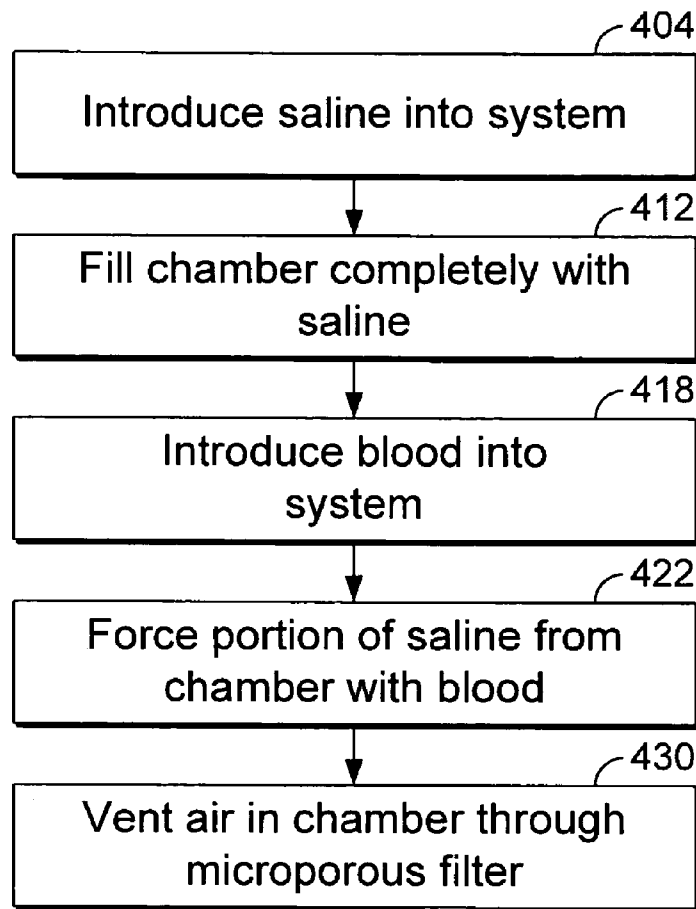 404
Introduce saline into system
412
Fill chamber completely with
saline
418
Introduce blood into
system
422
Force portion of saline from
chamber with blood
430
Vent air in chamber through
microporous filter